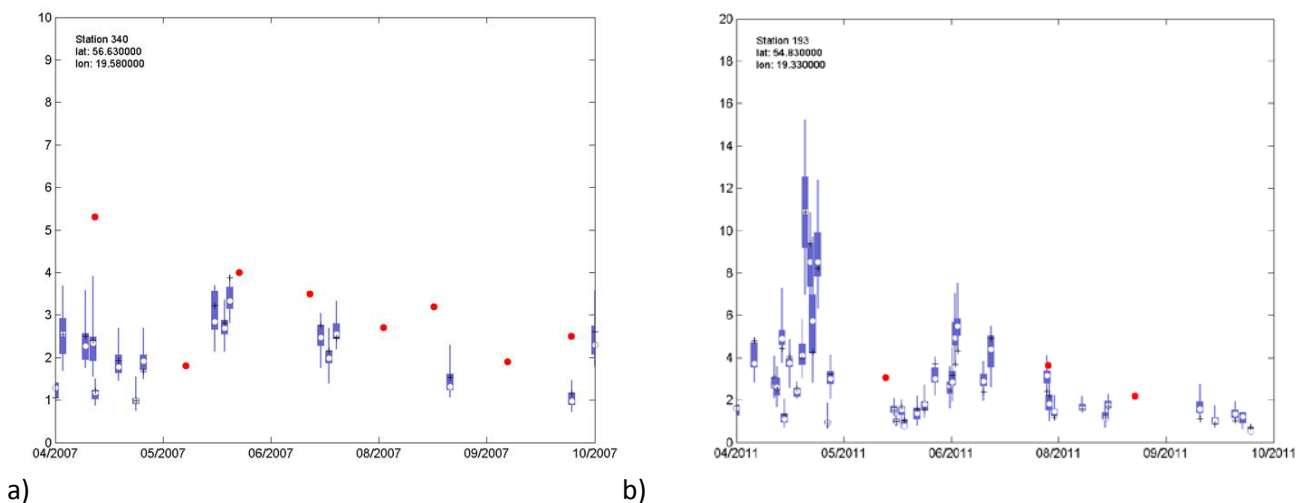 10
9
8
7
6
5
4
3
2
1
0
Station 340
lat: 56.630000
lon: 19.580000
04/2007 05/2007 06/2007 08/2007 09/2007 10/2007
a)
20
18
16
14
12
10
8
6
4
2
0
Station 193
lat: 54.830000
lon: 19.330000
04/2011 05/2011 06/2011 08/2011 09/2011 10/2011
b)